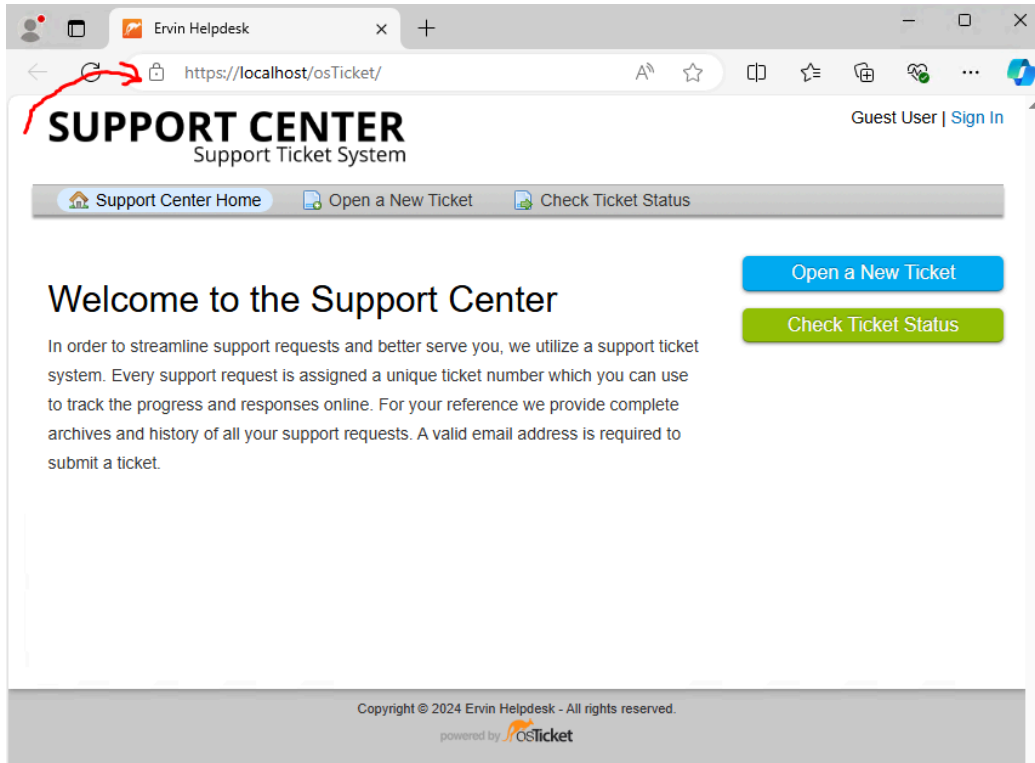 Ervin Helpdesk
https://localhost/osTicket/
SUPPORT CENTER
Support Ticket System
Guest User | Sign In
Support Center Home
Open a New Ticket
Check Ticket Status
Open a New Ticket
Check Ticket Status
Welcome to the Support Center
In order to streamline support requests and better serve you, we utilize a support ticket
system. Every support request is assigned a unique ticket number which you can use
to track the progress and responses online. For your reference we provide complete
archives and history of all your support requests. A valid email address is required to
submit a ticket.
Copyright © 2024 Ervin Helpdesk - All rights reserved.
powered by osTicket